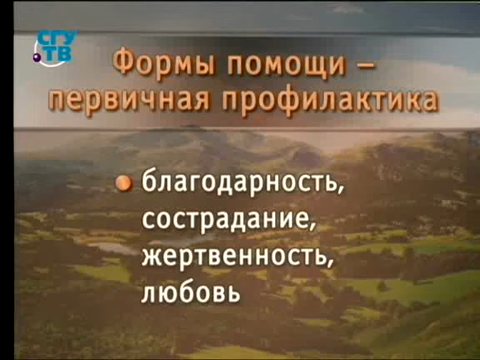 СГУ
ТВ
Формы помощи –
первичная профилактика
благодарность,
сострадание,
жертвенность,
любовь